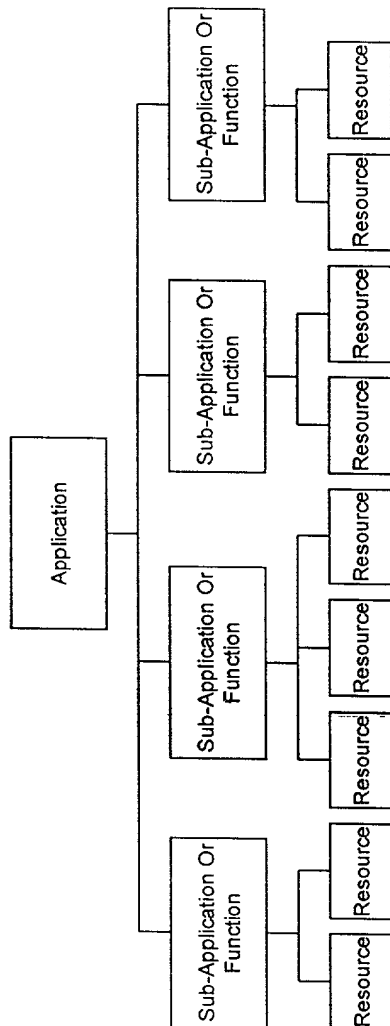 Application
Sub-Application Or
Function
Sub-Application Or
Function
Sub-Application Or
Function
Sub-Application Or
Function
Resource
Resource
Resource
Resource
Resource
Resource
Resource
Resource
Resource